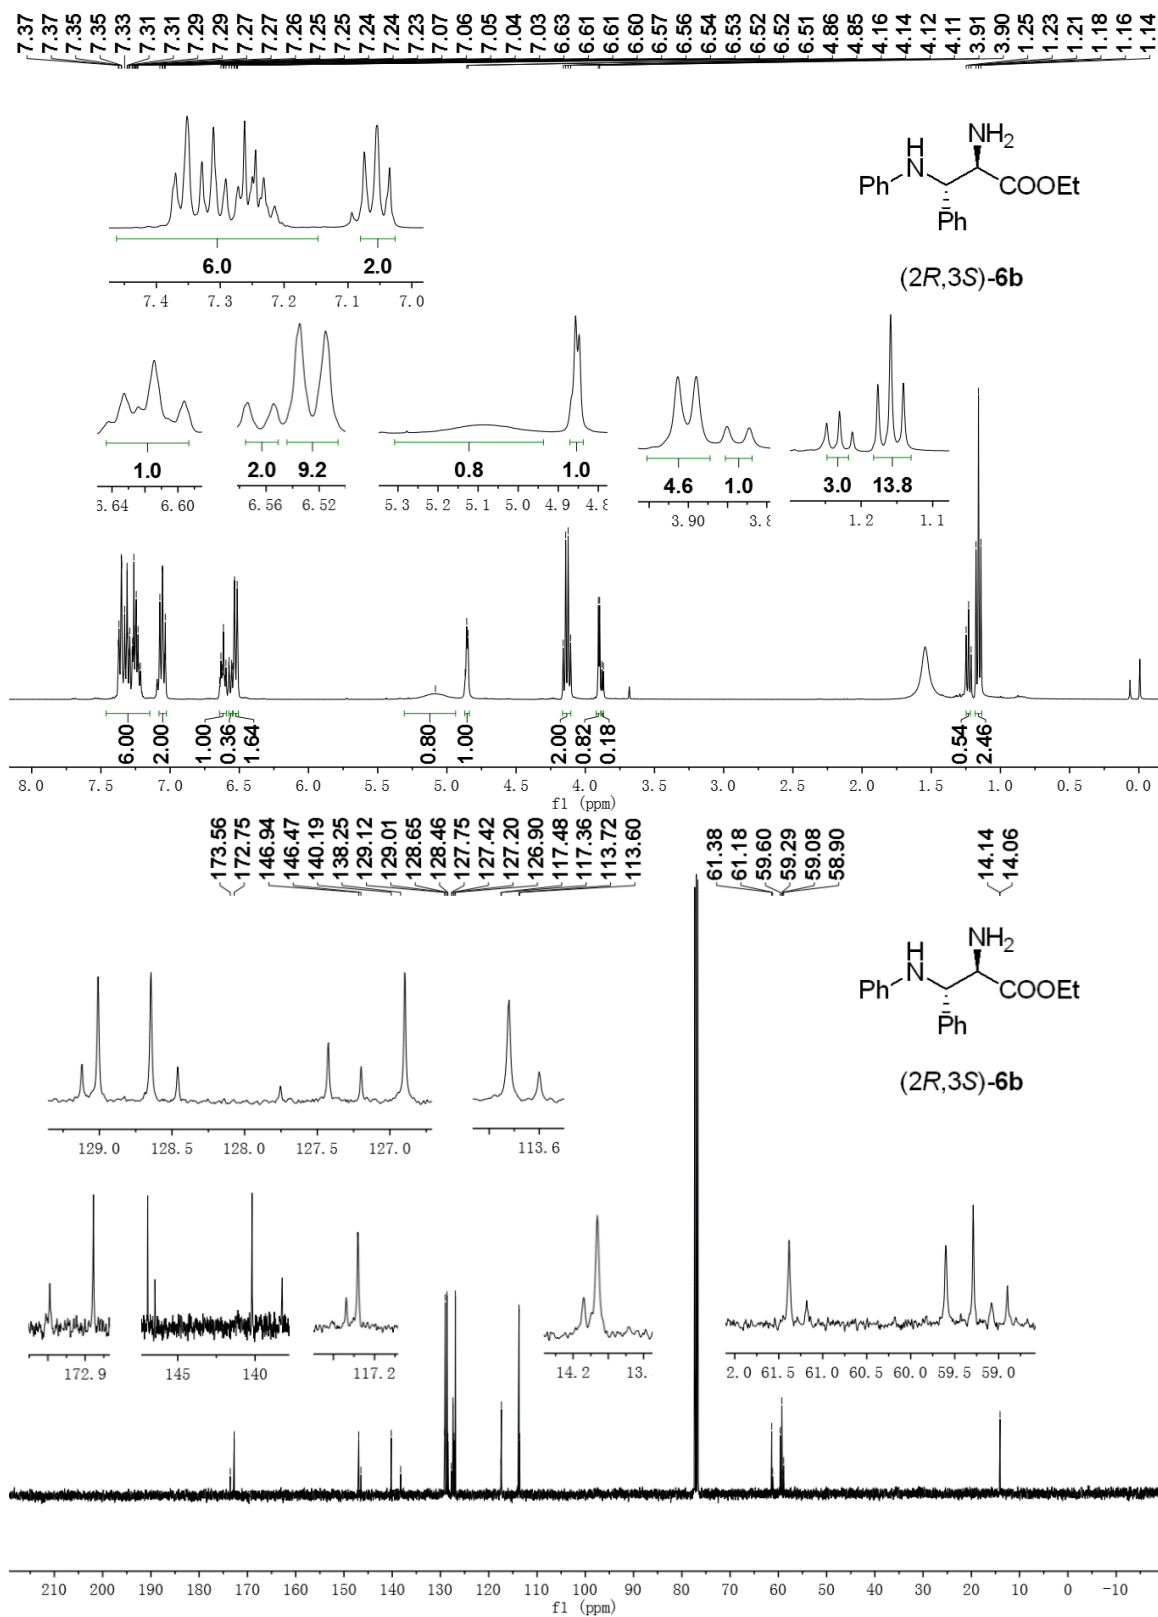 7.37 7.37 7.35 7.35 7.33 7.31 7.31 7.29 7.29 7.27 7.27 7.26 7.25 7.25 7.24 7.24 7.23 7.07 7.06 7.05 7.04 7.03 6.63 6.61 6.61 6.60 6.57 6.56 6.54 6.53 6.52 6.52 6.51 4.86 4.85 4.16 4.14 4.12 4.11 3.91 3.90 1.25 1.23 1.21 1.18 1.16 1.14
H NH2
Ph N COOEt
Ph
(2R,3S)-6b
6.0 2.0
7.4 7.3 7.2 7.1 7.0
1.0 2.0 9.2 0.8 1.0 4.6 1.0 3.0 13.8
6.60 6.56 6.52 5.3 5.2 5.1 5.0 4.9 3.90 1.2 1.1
6.00 2.00 1.00 0.36 1.64 0.80 1.00 2.00 0.82 0.18 0.54 2.46
8.0 7.5 7.0 6.5 6.0 5.5 5.0 4.5 4.0 3.5 3.0 2.5 2.0 1.5 1.0 0.5 0.0
f1 (ppm)
173.56 172.75 146.94 146.47 140.19 138.25 129.12 129.01 128.65 128.46 127.75 127.42 127.20 126.90 117.48 117.36 113.72 113.60 61.38 61.18 59.60 59.29 59.08 58.90 14.14 14.06
H NH2
Ph N COOEt
Ph
(2R,3S)-6b
129.0 128.5 128.0 127.5 127.0 113.6
172.9 145 140 117.2 14.2 13. 2.0 61.5 61.0 60.5 60.0 59.5 59.0
210 200 190 180 170 160 150 140 130 120 110 100 90 80 70 60 50 40 30 20 10 0 -10
f1 (ppm)